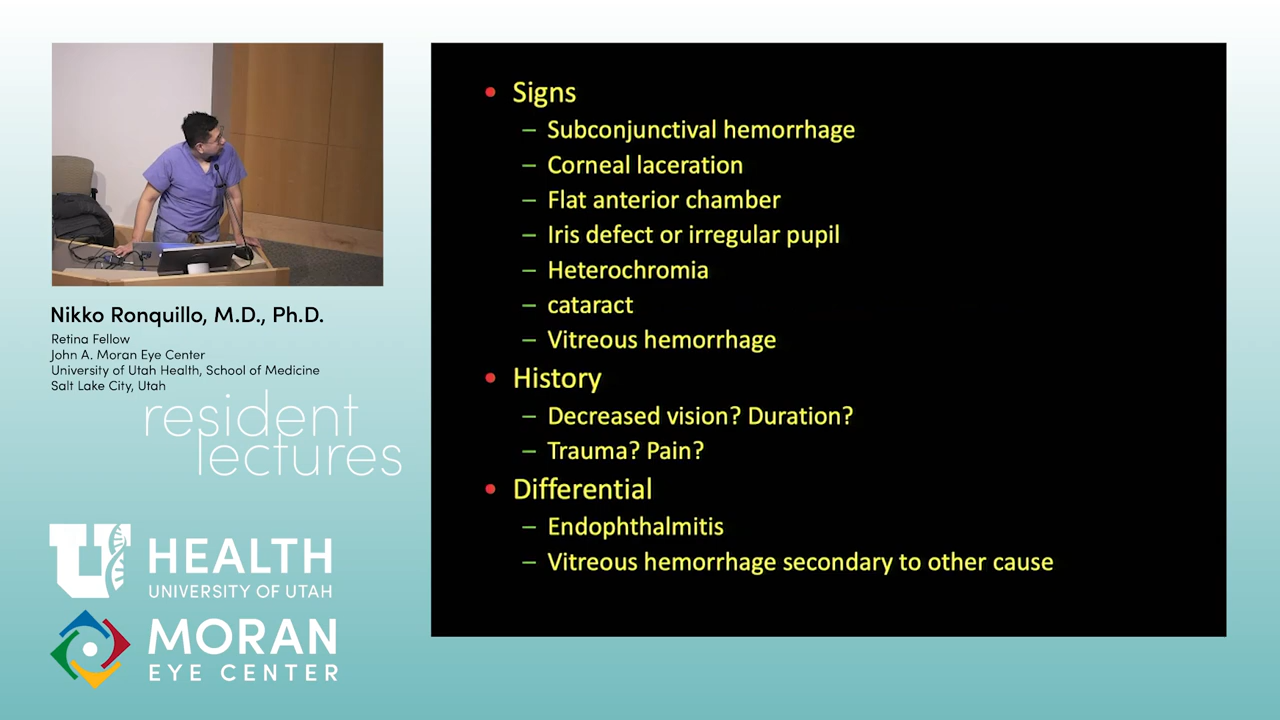 Nikko Ronquillo, M.D., Ph.D.
Retina Fellow
John A. Moran Eye Center
University of Utah Health, School of Medicine
Salt Lake City, Utah
resident
lectures
U HEALTH
UNIVERSITY OF UTAH
MORAN
EYE CENTER
• Signs
– Subconjunctival hemorrhage
– Corneal laceration
– Flat anterior chamber
– Iris defect or irregular pupil
– Heterochromia
– cataract
– Vitreous hemorrhage
• History
– Decreased vision? Duration?
– Trauma? Pain?
• Differential
– Endophthalmitis
– Vitreous hemorrhage secondary to other cause